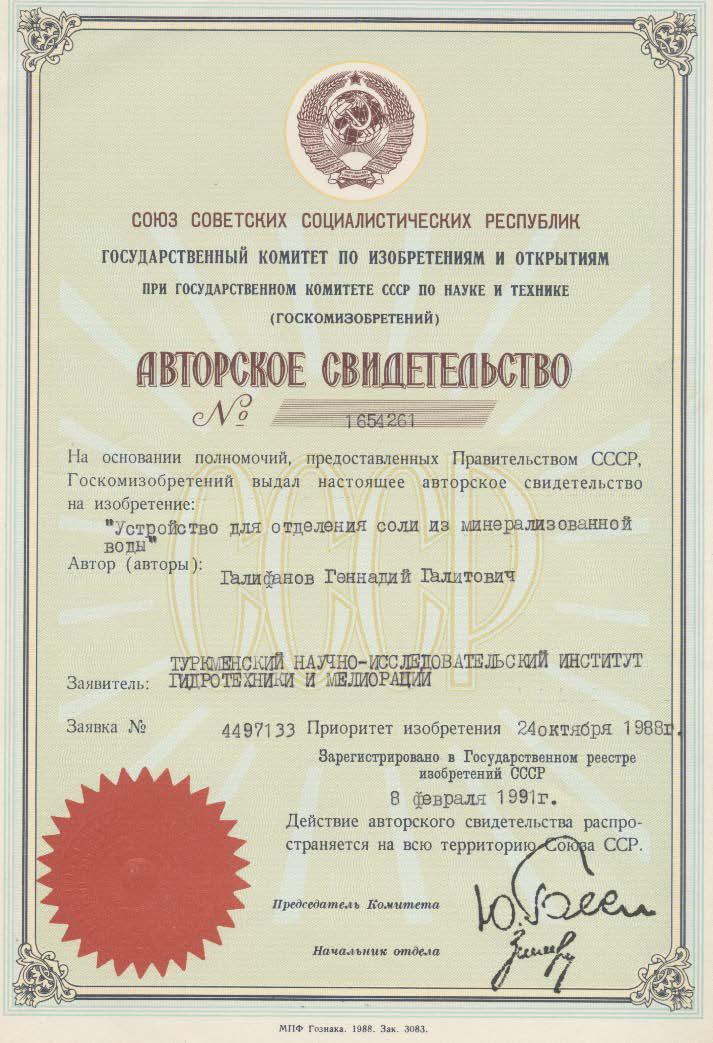 СОЮЗ СОВЕТСКИХ СОЦИАЛИСТИЧЕСКИХ РЕСПУБЛИК
ГОСУДАРСТВЕННЫЙ КОМИТЕТ ПО ИЗОБРЕТЕНИЯМ И ОТКРЫТИЯМ
ПРИ ГОСУДАРСТВЕННОМ КОМИТЕТЕ СССР ПО НАУКЕ И ТЕХНИКЕ
(ГОСКОМИЗОБРЕТЕНИЙ)
АВТОРСКОЕ СВИДЕТЕЛЬСТВО
№ 1654261
СССР
На основании полномочий, предоставленных Правительством СССР,
Госкомизобретений выдал настоящее авторское свидетельство
на изобретение:
"Устройство для отделения соли из минерализованной
воды"
Автор (авторы):
Галифанов Геннадий Галитович
ТУРКМЕНСКИЙ НАУЧНО-ИССЛЕДОВАТЕЛЬСКИЙ ИНСТИТУТ
Заявитель: ГИДРОТЕХНИКИ И МЕЛИОРАЦИИ
Заявка № 4497133 Приоритет изобретения 24октября 1988г.
Зарегистрировано в Государственном реестре
изобретений СССР
8 февраля 1991г.
Действие авторского свидетельства распро-
страняется на всю территорию Союза ССР.
Председатель Комитета
Начальник отдела
МПФ Гознака. 1988. Зак. 3083.